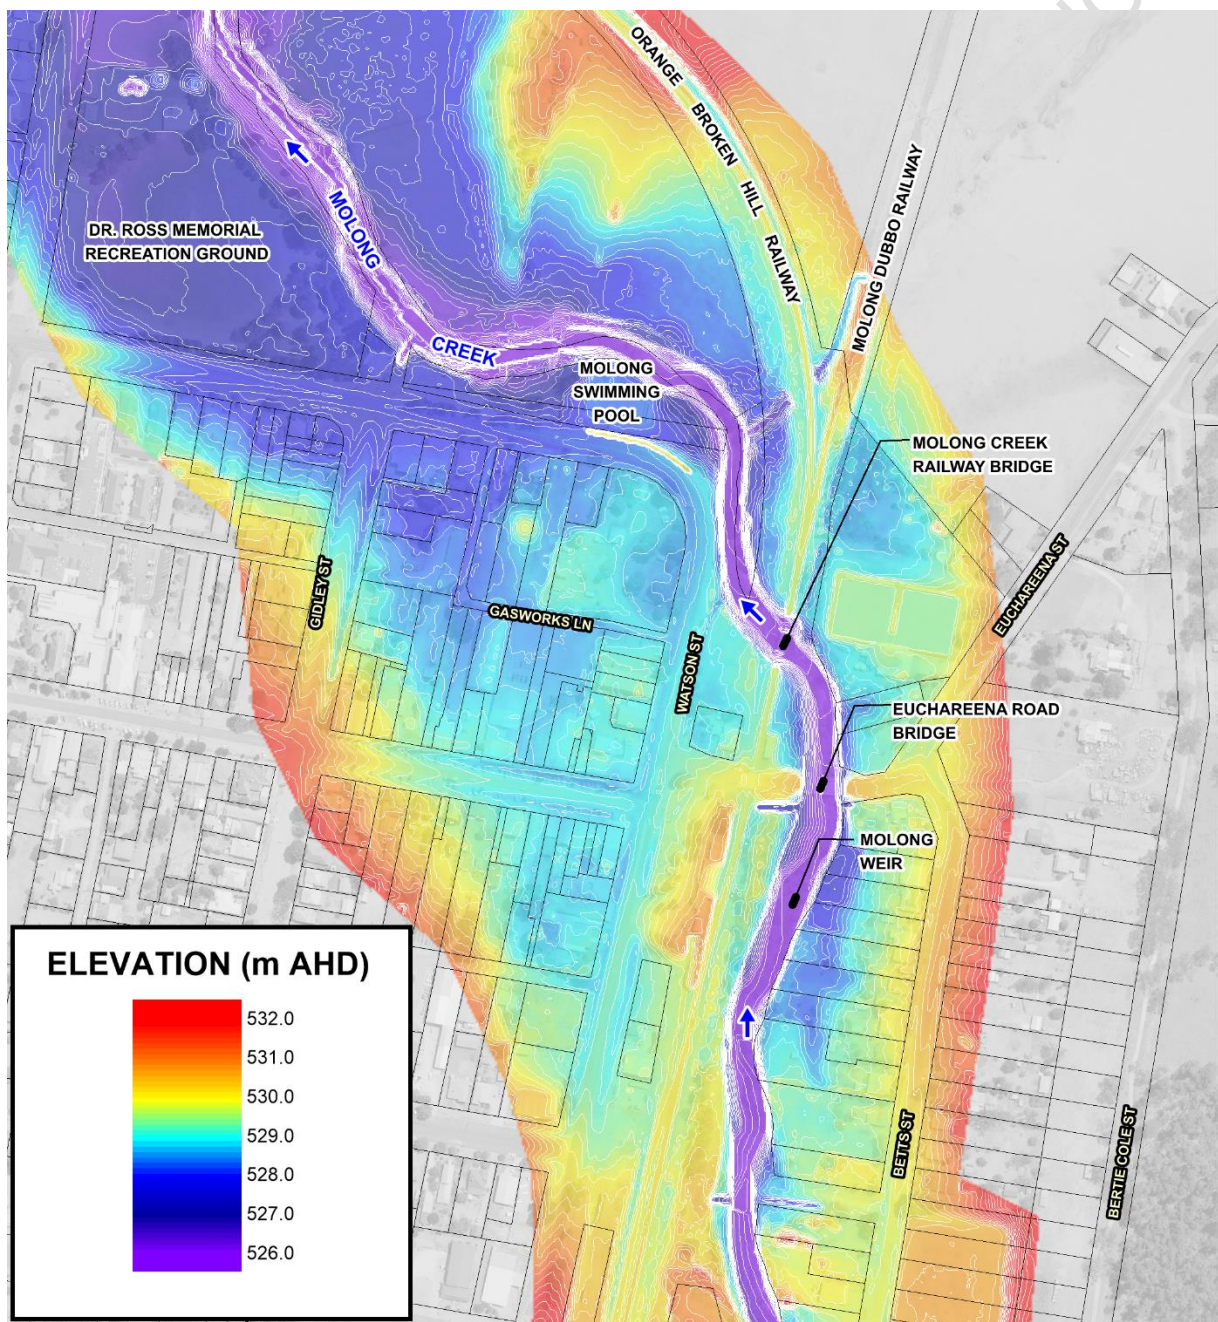 ORANGE BROKEN HILL RAILWAY
MOLONG DUBBO RAILWAY
MOLONG
CREEK
DR. ROSS MEMORIAL
RECREATION GROUND
MOLONG
SWIMMING
POOL
MOLONG CREEK
RAILWAY BRIDGE
EUCHAREENA ST
GIDLEY ST
GASWORKS LN
WATSON ST
EUCHAREENA ROAD
BRIDGE
MOLONG
WEIR
BETTS ST
BERTIE COLE ST
ELEVATION (m AHD)
532.0
531.0
530.0
529.0
528.0
527.0
526.0